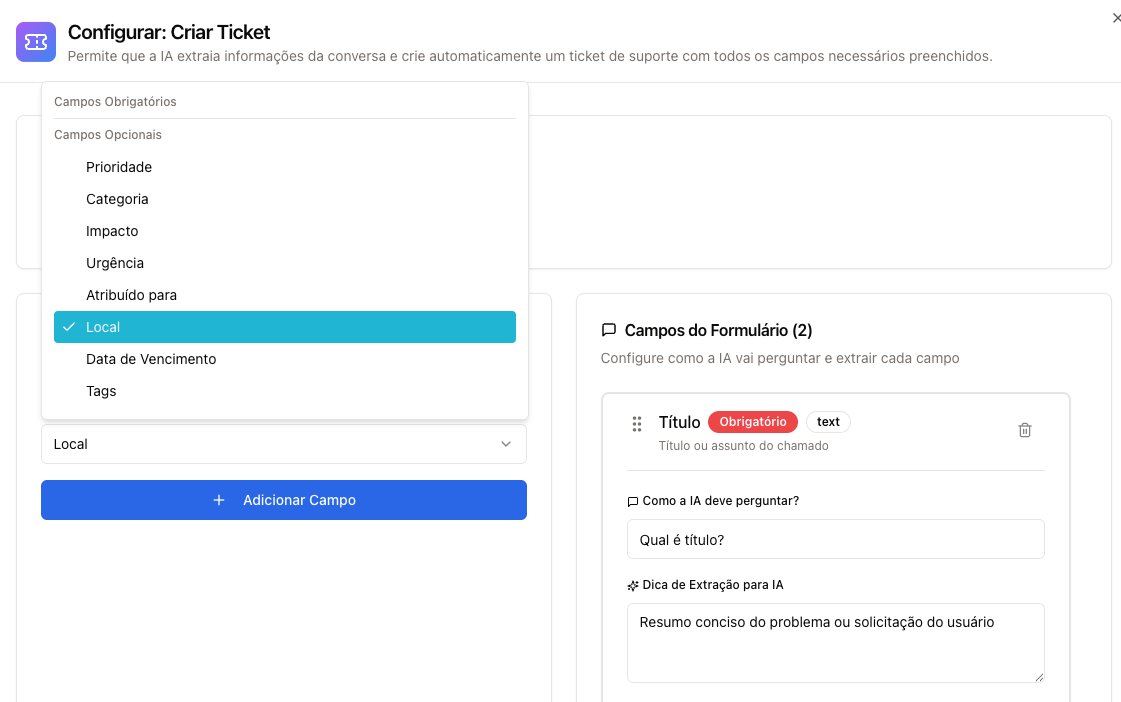 Configurar: Criar Ticket
Permite que a IA extraia informações da conversa e crie automaticamente um ticket de suporte com todos os campos necessários preenchidos.
Campos Obrigatórios
Campos Opcionais
Prioridade
Categoria
Impacto
Urgência
Atribuído para
Local
Data de Vencimento
Tags
Local
Adicionar Campo
Campos do Formulário (2)
Configure como a IA vai perguntar e extrair cada campo
Título Obrigatório text
Título ou assunto do chamado
Como a IA deve perguntar?
Qual é título?
Dica de Extração para IA
Resumo conciso do problema ou solicitação do usuário